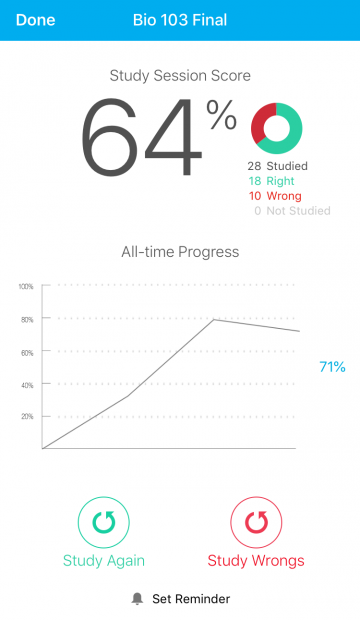 Done Bio 103 Final
Study Session Score
64%
28 Studied
18 Right
10 Wrong
0 Not Studied
All-time Progress
100%
80%
60%
40%
20%
71%
Study Again Study Wrongs
Set Reminder